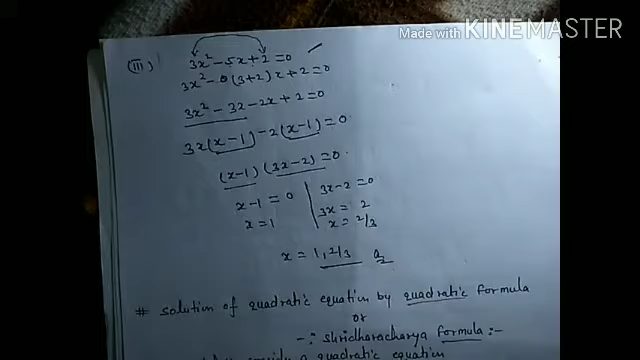 Made with KINEMASTER
(III) 3x² - 5x + 2 = 0
3x² - (3+2) x + 2 = 0
3x² - 3x - 2x + 2 = 0
3x(x-1) - 2(x-1) = 0
(x-1) (3x-2) = 0
x - 1 = 0 | 3x-2 = 0
3x = 2
x = 1 | x = 2/3
x = 1, 2/3
# Solution of quadratic equation by quadratic formula
or
-: Shridharacharya formula :-
a quadratic equation